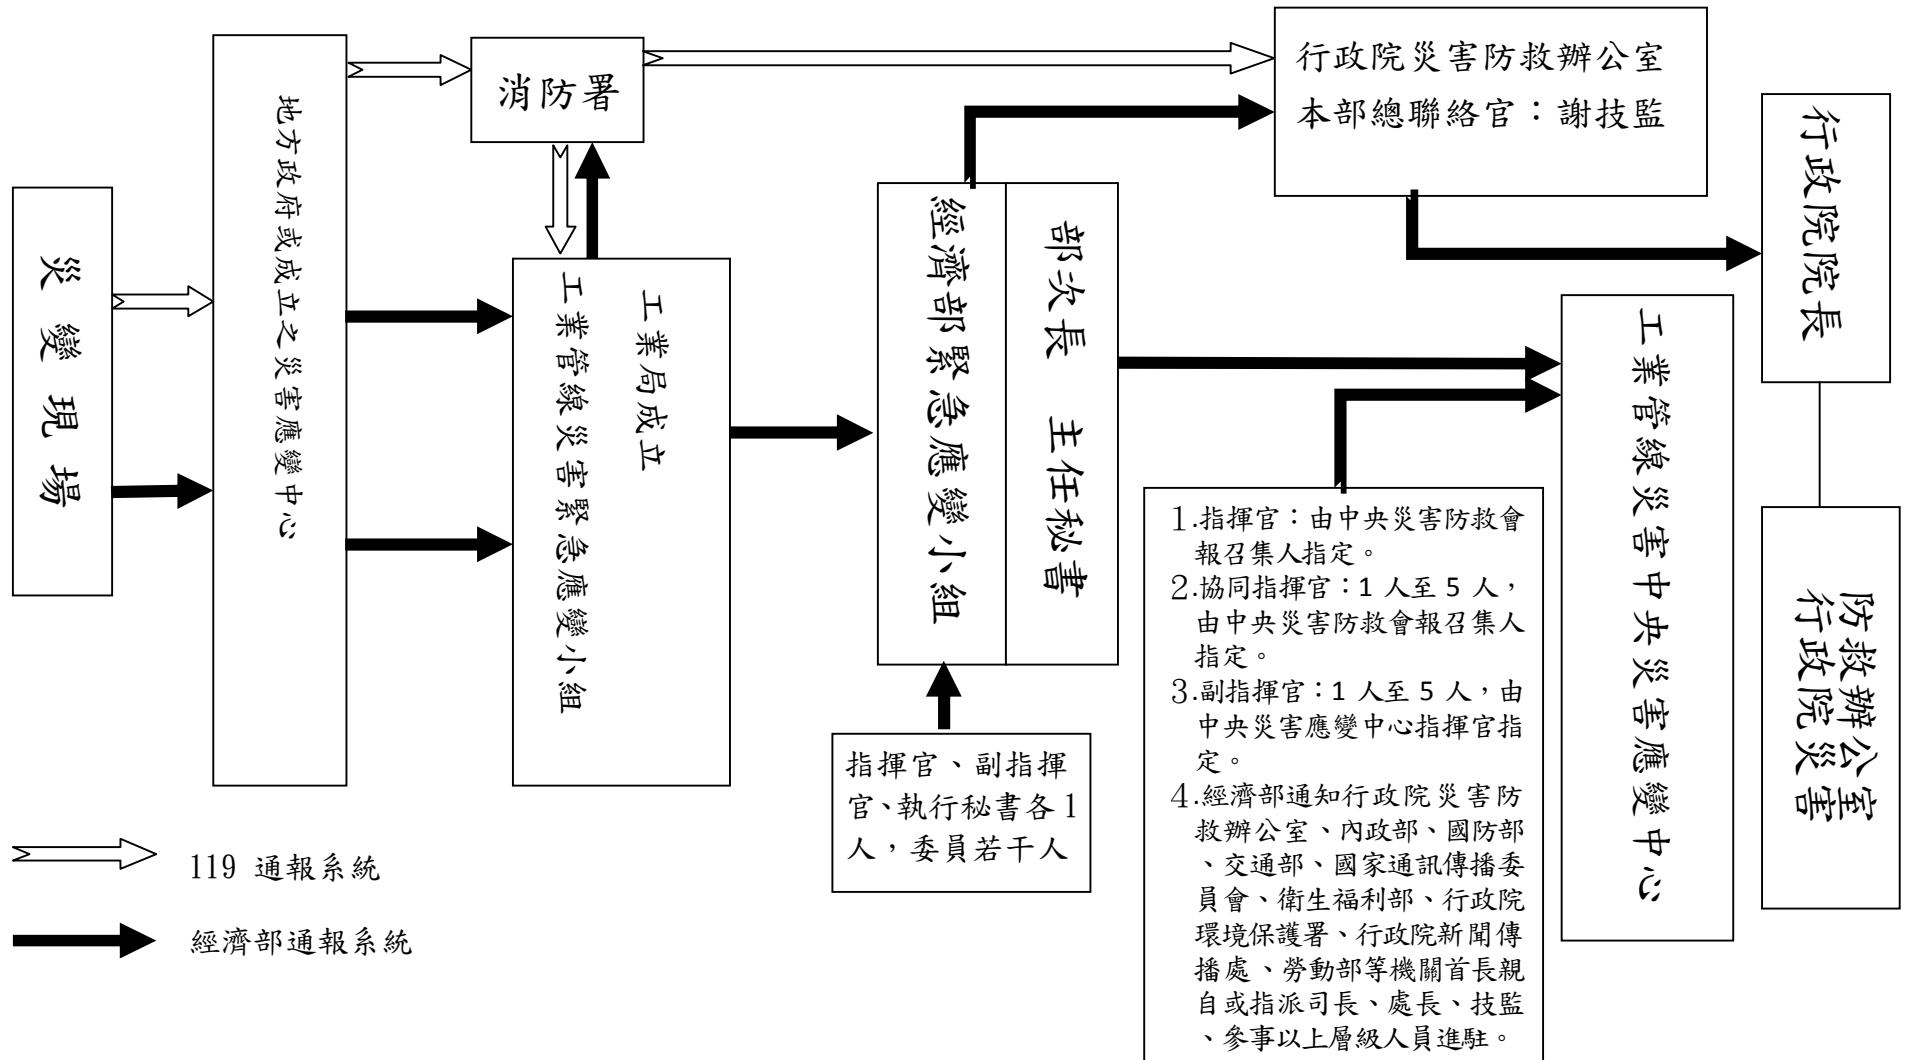 災變現場
地方政府或成立之災害應變中心
消防署
工業局成立
工業管線災害緊急應變小組
經濟部緊急應變小組
部次長 主任秘書
指揮官、副指揮
官、執行秘書各1
人，委員若干人
行政院災害防救辦公室
本部總聯絡官：謝技監
行政院院長
工業管線災害中央災害應變中心
1.指揮官：由中央災害防救會
報召集人指定。
2.協同指揮官：1 人至 5 人，
由中央災害防救會報召集人
指定。
3.副指揮官：1 人至 5 人，由
中央災害應變中心指揮官指
定。
4.經濟部通知行政院災害防
救辦公室、內政部、國防部
、交通部、國家通訊傳播委
員會、衛生福利部、行政院
環境保護署、行政院新聞傳
播處、勞動部等機關首長親
自或指派司長、處長、技監
、參事以上層級人員進駐。
行政院災害
防救辦公室
119 通報系統
經濟部通報系統